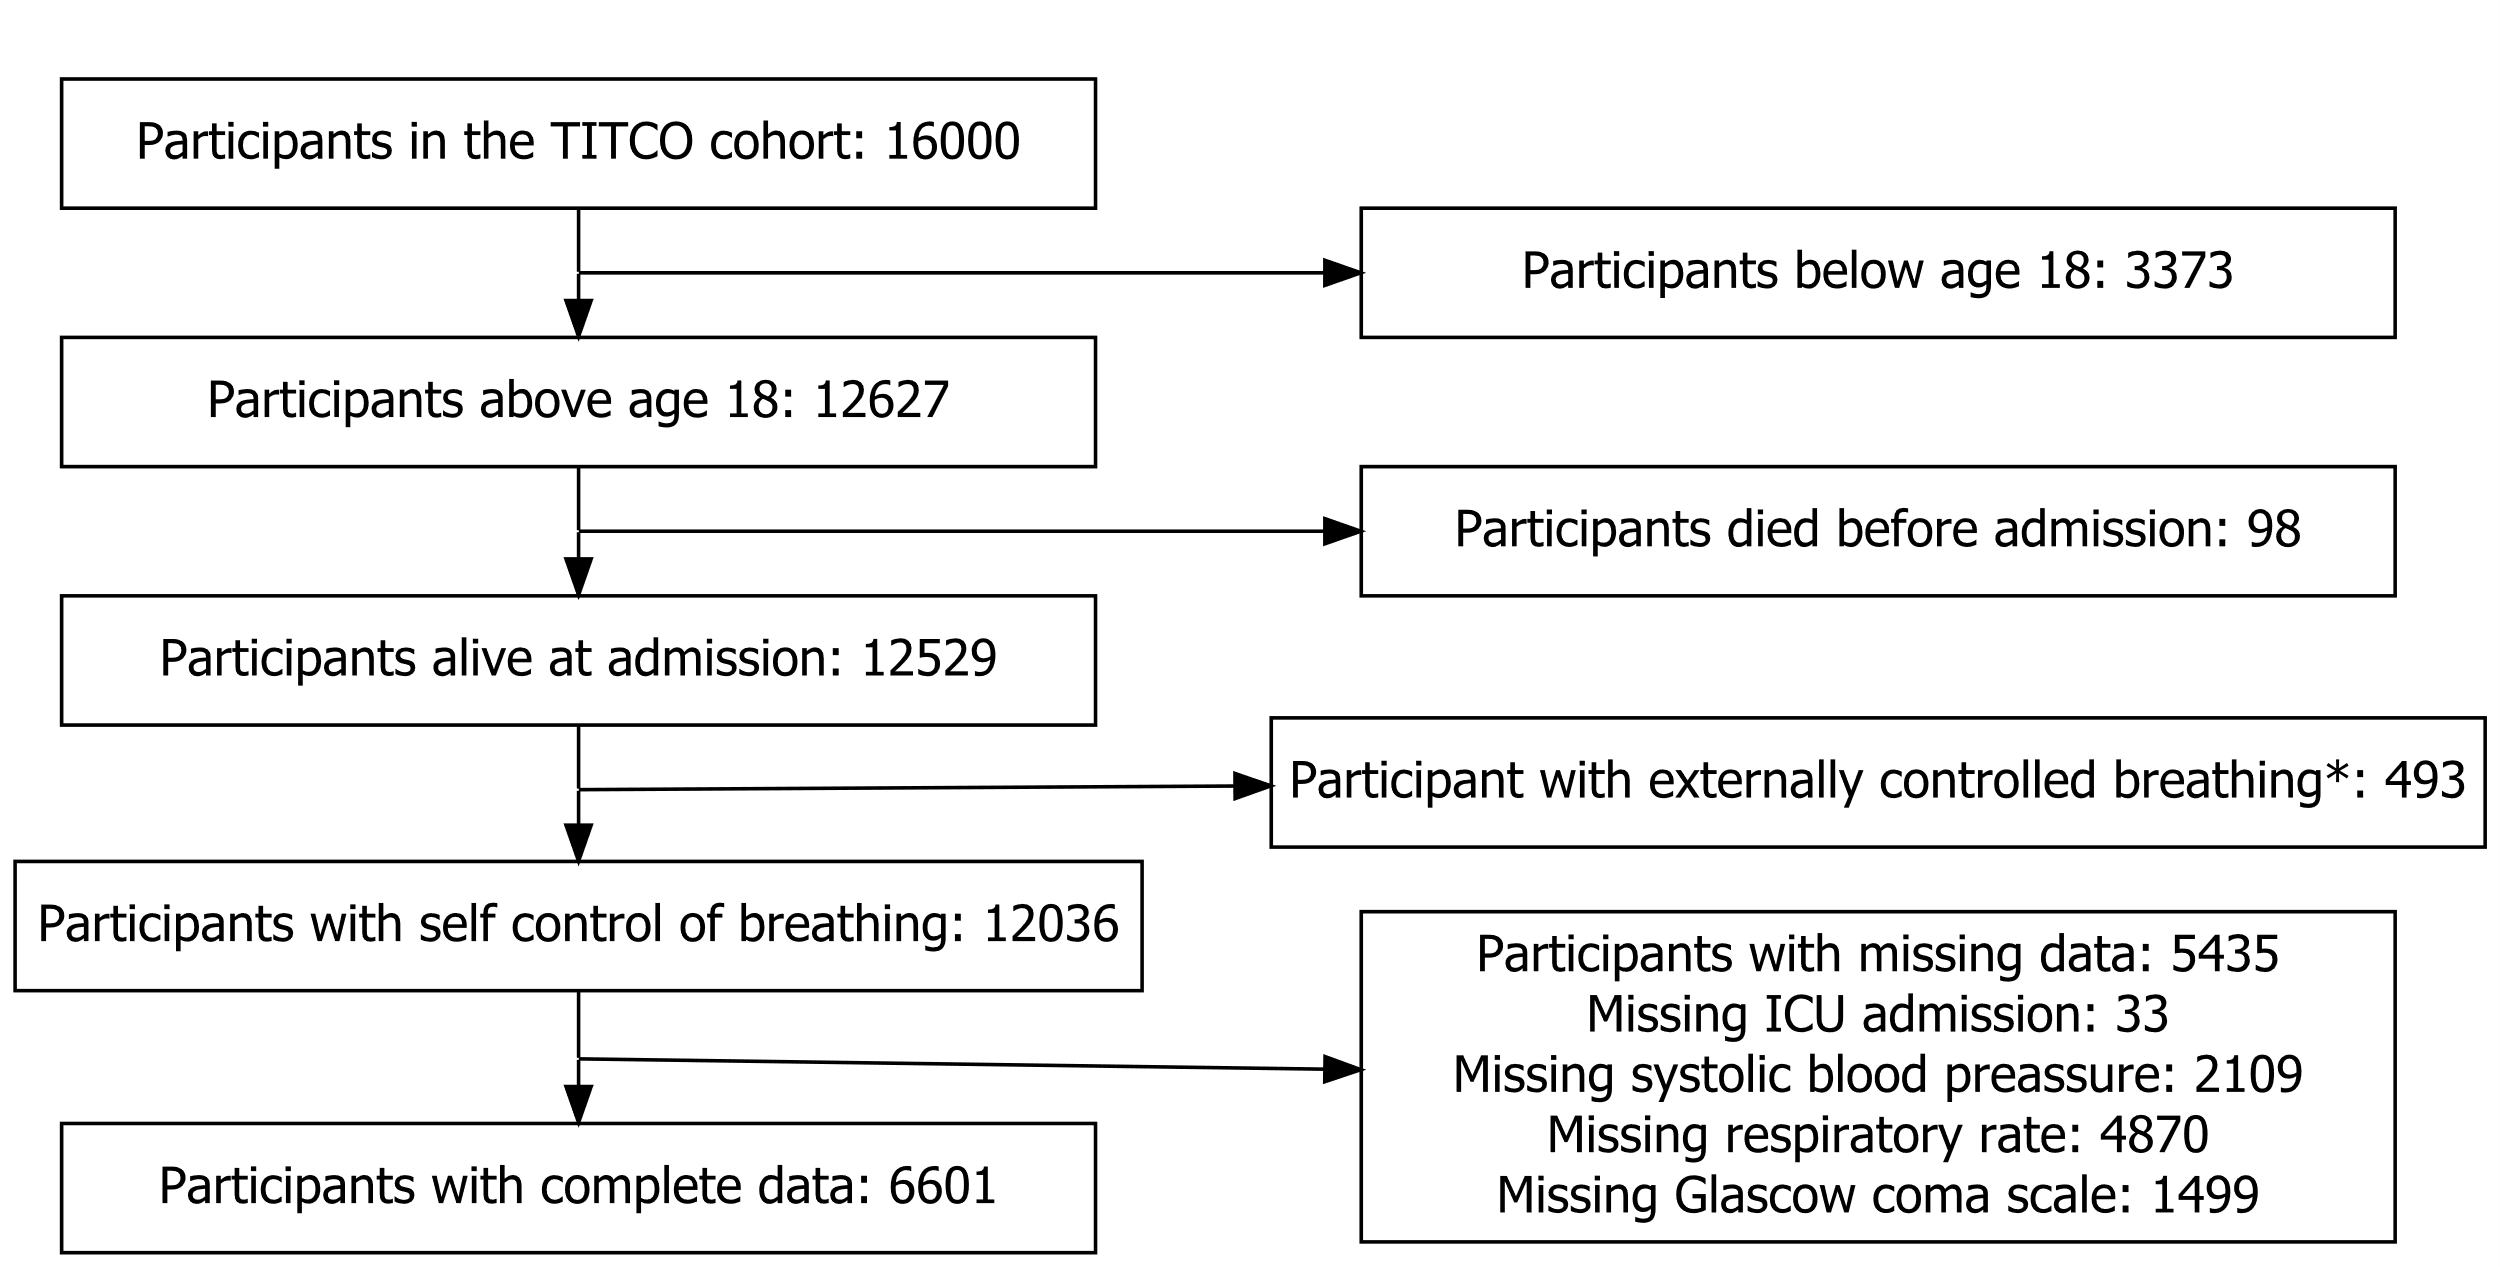 Participants in the TITCO cohort: 16000
Participants below age 18: 3373
Participants above age 18: 12627
Participants died before admission: 98
Participants alive at admission: 12529
Participant with externally controlled breathing*: 493
Participants with self control of breathing: 12036
Participants with missing data: 5435
Missing ICU admission: 33
Missing systolic blood preassure: 2109
Missing respiratory rate: 4870
Missing Glascow coma scale: 1499
Participants with complete data: 6601